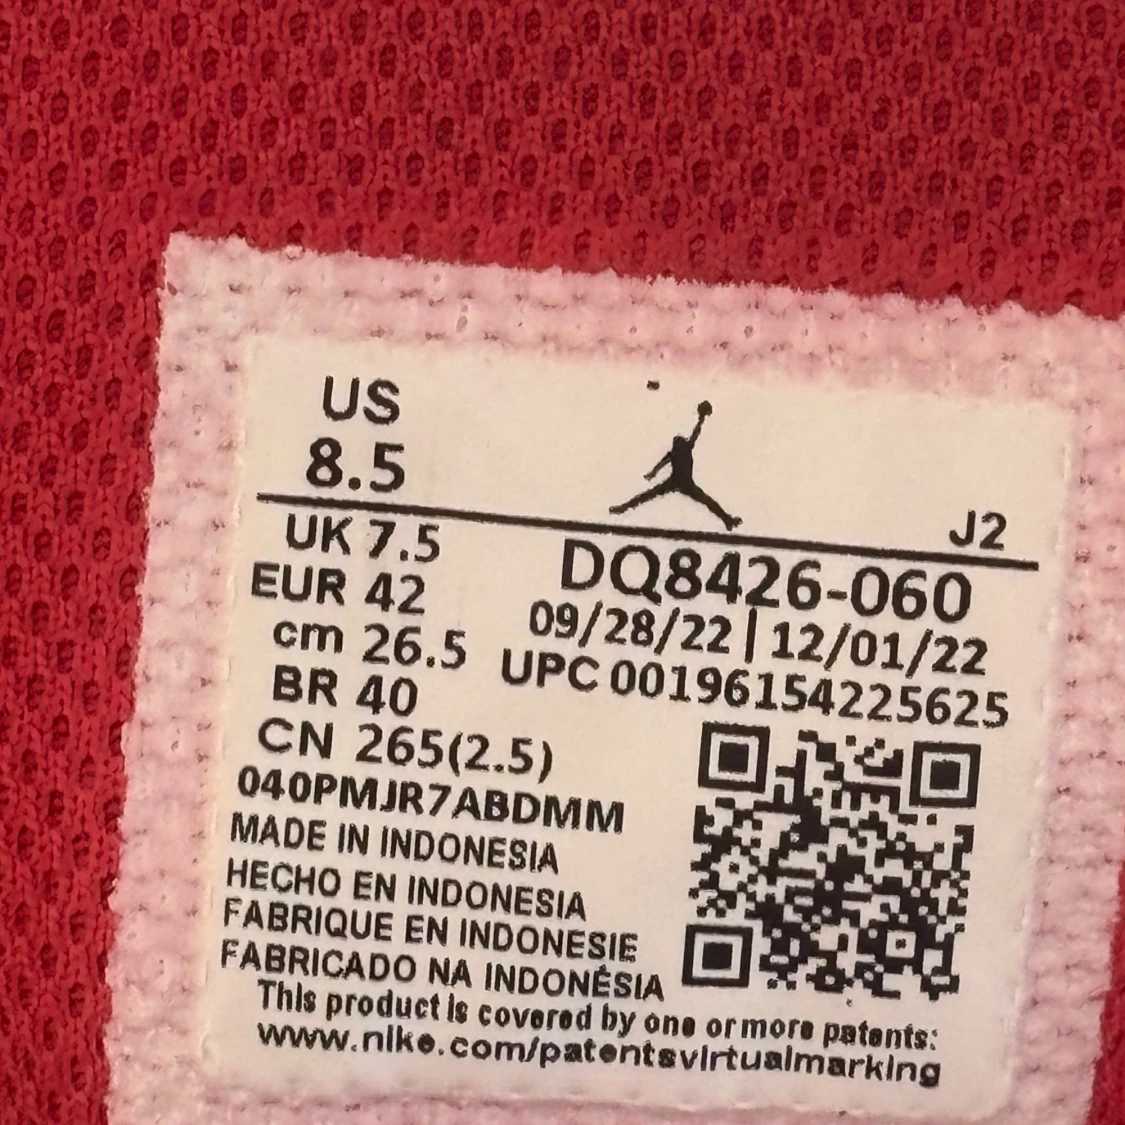 US
8.5
J2
UK 7.5
EUR 42
cm 26.5
BR 40
CN 265(2.5)
DQ8426-060
09/28/22 | 12/01/22
UPC 00196154225625
040PMJR7ABDMM
MADE IN INDONESIA
HECHO EN INDONESIA
FABRIQUE EN INDONESIE
FABRICADO NA INDONÉSIA
This product is covered by one or more patents:
www.nike.com/patentsvirtualmarking